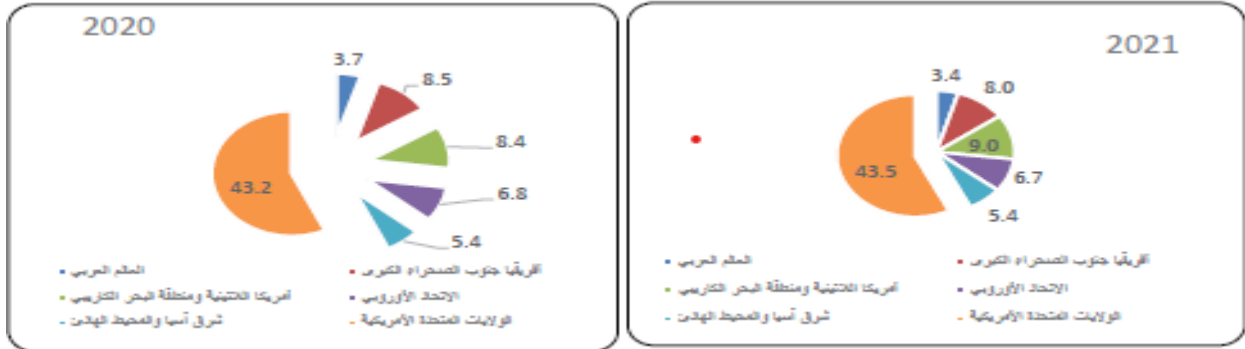 2020
3.7
8.5
8.4
6.8
5.4
43.2
العالم العربي
أفريقيا جنوب الصحراء الكبرى
أمريكا اللاتينية ومنطقة البحر الكاريبي
الاتحاد الأوروبي
شرق آسيا والمحيط الهادئ
الولايات المتحدة الأمريكية
2021
3.4
8.0
9.0
6.7
5.4
43.5
العالم العربي
أفريقيا جنوب الصحراء الكبرى
أمريكا اللاتينية ومنطقة البحر الكاريبي
الاتحاد الأوروبي
شرق آسيا والمحيط الهادئ
الولايات المتحدة الأمريكية